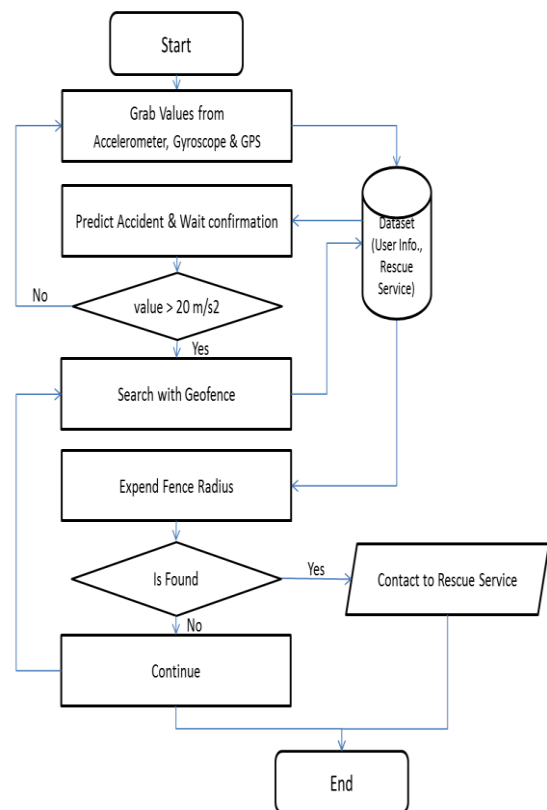 Start
Grab Values from
Accelerometer, Gyroscope & GPS
Dataset
(User Info.,
Rescue
Service)
Predict Accident & Wait confirmation
No
value > 20 m/s2
Yes
Search with Geofence
Expend Fence Radius
Is Found
Yes
Contact to Rescue Service
No
Continue
End